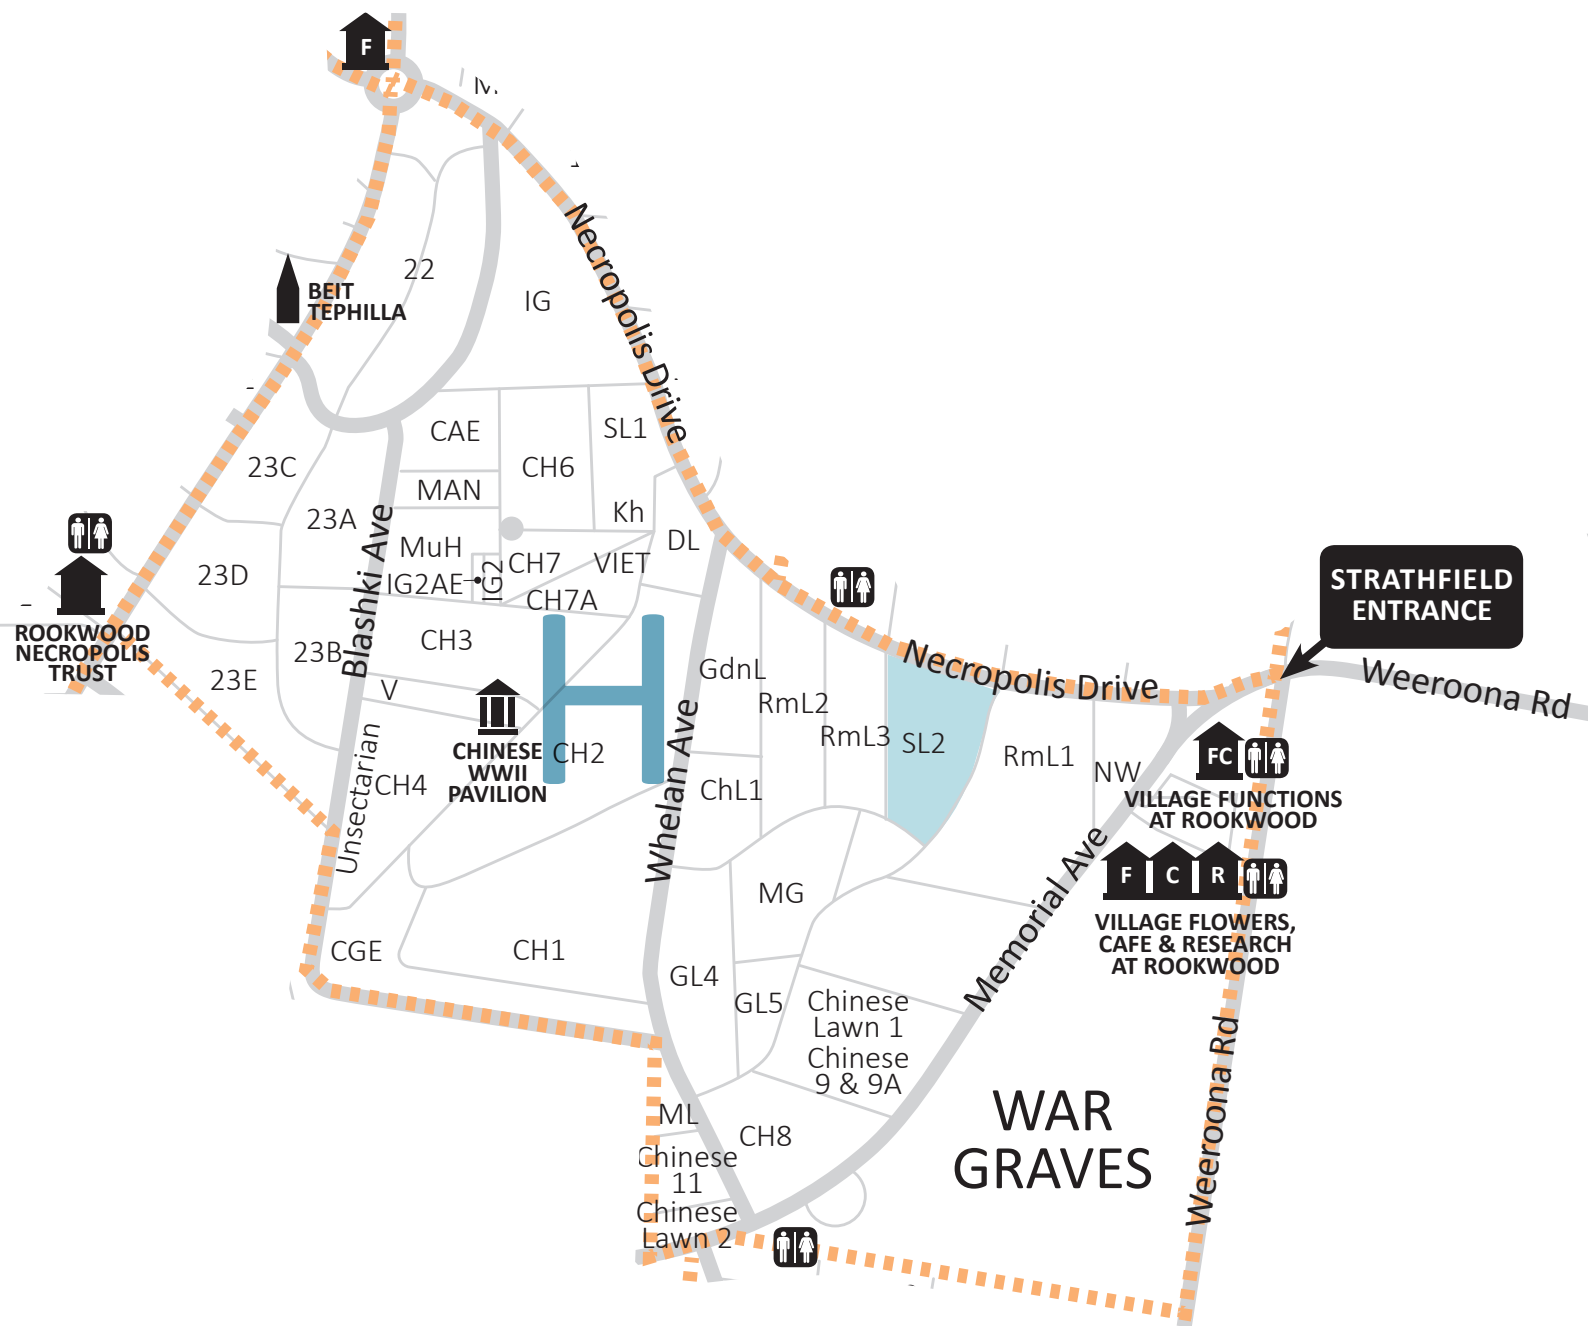 F
22
IG
Necropolis Drive
BEIT
TEPHILLA
CAE
SL1
23C
CH6
MAN
Kh
23A
Blashki Ave
MuH
DL
CH7
VIET
23D
IG2AE
IG2
CH7A
STRATHFIELD
ENTRANCE
ROOKWOOD
NECROPOLIS
TRUST
CH3
23B
23E
V
H
GdnL
RmL2
RmL3
SL2
Necropolis Drive
Weeroona Rd
RmL1
NW
CHINESE
WWII
PAVILION
CH2
Unsectarian
CH4
ChL1
Whelan Ave
FC
VILLAGE FUNCTIONS
AT ROOKWOOD
Memorial Ave
F
C
R
VILLAGE FLOWERS,
CAFE & RESEARCH
AT ROOKWOOD
MG
CGE
CH1
GL4
GL5
Chinese
Lawn 1
Chinese
9 & 9A
ML
CH8
Chinese
11
Chinese
Lawn 2
WAR
GRAVES
Weeroona Rd